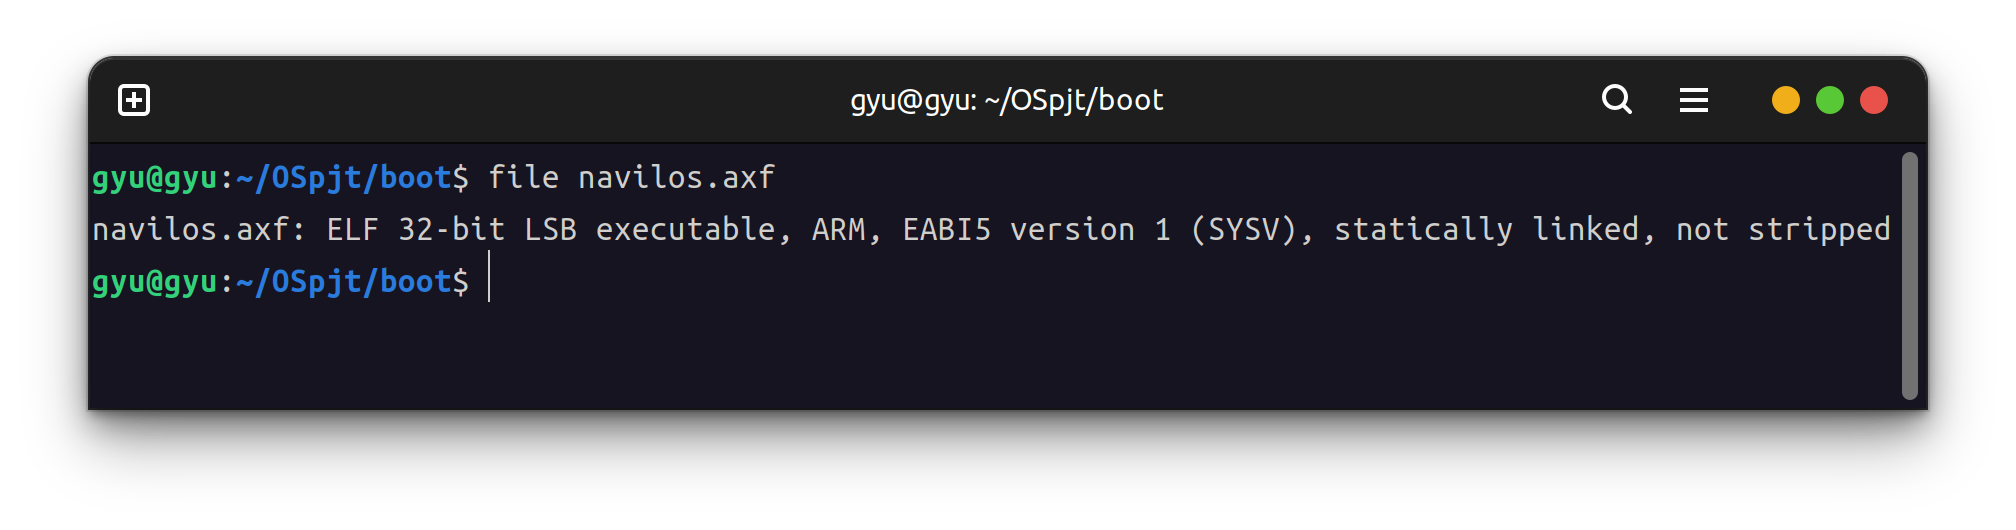 gyu@gyu: ~/OSpjt/boot
gyu@gyu:~/OSpjt/boot$ file navilos.axf
navilos.axf: ELF 32-bit LSB executable, ARM, EABI5 version 1 (SYSV), statically linked, not stripped
gyu@gyu:~/OSpjt/boot$